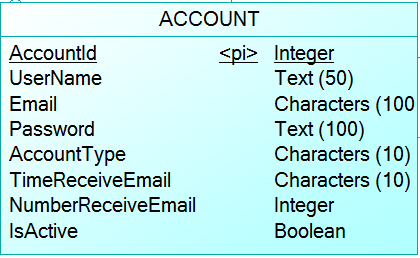 ACCOUNT
AccountId <pi> Integer
UserName Text (50)
Email Characters (100
Password Text (100)
AccountType Characters (10)
TimeReceiveEmail Characters (10)
NumberReceiveEmail Integer
IsActive Boolean